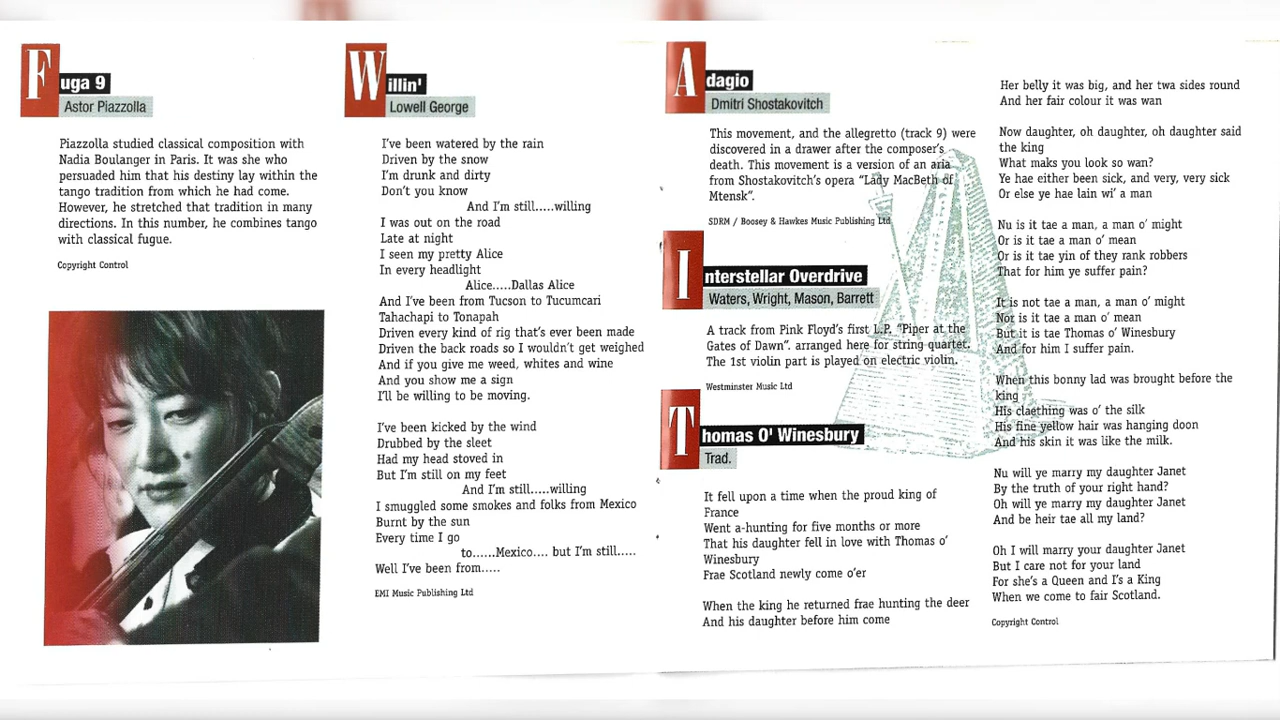 Fuga 9
Astor Piazzolla
Piazzolla studied classical composition with
Nadia Boulanger in Paris. It was she who
persuaded him that his destiny lay within the
tango tradition from which he had come.
However, he stretched that tradition in many
directions. In this number, he combines tango
with classical fugue.
Copyright Control
Willin'
Lowell George
I've been watered by the rain
Driven by the snow
I'm drunk and dirty
Don't you know
And I'm still.....willing
I was out on the road
Late at night
I seen my pretty Alice
In every headlight
Alice.....Dallas Alice
And I've been from Tucson to Tucumcari
Tahachapi to Tonapah
Driven every kind of rig that's ever been made
Driven the back roads so I wouldn't get weighed
And if you give me weed, whites and wine
And you show me a sign
I'll be willing to be moving.
I've been kicked by the wind
Drubbed by the sleet
Had my head stoved in
But I'm still on my feet
And I'm still.....willing
I smuggled some smokes and folks from Mexico
Burnt by the sun
Every time I go
to......Mexico.... but I'm still.....
Well I've been from.....
EMI Music Publishing Ltd
Adagio
Dmitri Shostakovitch
This movement, and the allegretto (track 9) were
discovered in a drawer after the composer's
death. This movement is a version of an aria
from Shostakovitch's opera "Lady MacBeth of
Mtensk".
SDRM / Boosey & Hawkes Music Publishing Ltd
Interstellar Overdrive
Waters, Wright, Mason, Barrett
A track from Pink Floyd's first L.P. "Piper at the
Gates of Dawn". arranged here for string quartet.
The 1st violin part is played on electric violin.
Westminster Music Ltd
Thomas O' Winesbury
Trad.
It fell upon a time when the proud king of
France
Went a-hunting for five months or more
That his daughter fell in love with Thomas o'
Winesbury
Frae Scotland newly come o'er
When the king he returned frae hunting the deer
And his daughter before him come
Her belly it was big, and her twa sides round
And her fair colour it was wan
Now daughter, oh daughter, oh daughter said
the king
What maks you look so wan?
Ye hae either been sick, and very, very sick
Or else ye hae lain wi' a man
Nu is it tae a man, a man o' might
Or is it tae a man o' mean
Or is it tae yin of they rank robbers
That for him ye suffer pain?
It is not tae a man, a man o' might
Nor is it tae a man o' mean
But it is tae Thomas o' Winesbury
And for him I suffer pain.
When this bonny lad was brought before the
king
His claething was o' the silk
His fine yellow hair was hanging doon
And his skin it was like the milk.
Nu will ye marry my daughter Janet
By the truth of your right hand?
Oh will ye marry my daughter Janet
And be heir tae all my land?
Oh I will marry your daughter Janet
But I care not for your land
For she's a Queen and I's a King
When we come to fair Scotland.
Copyright Control